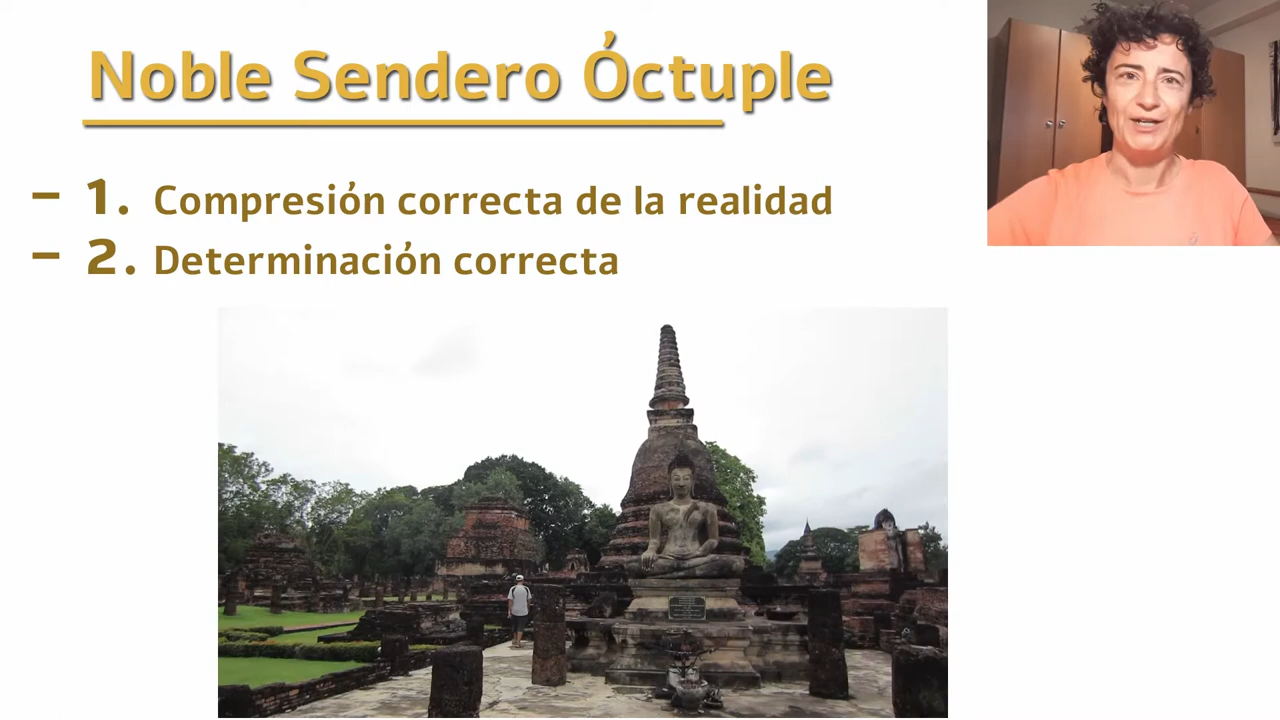 Noble Sendero Óctuple
– 1. Compresión correcta de la realidad
– 2. Determinación correcta